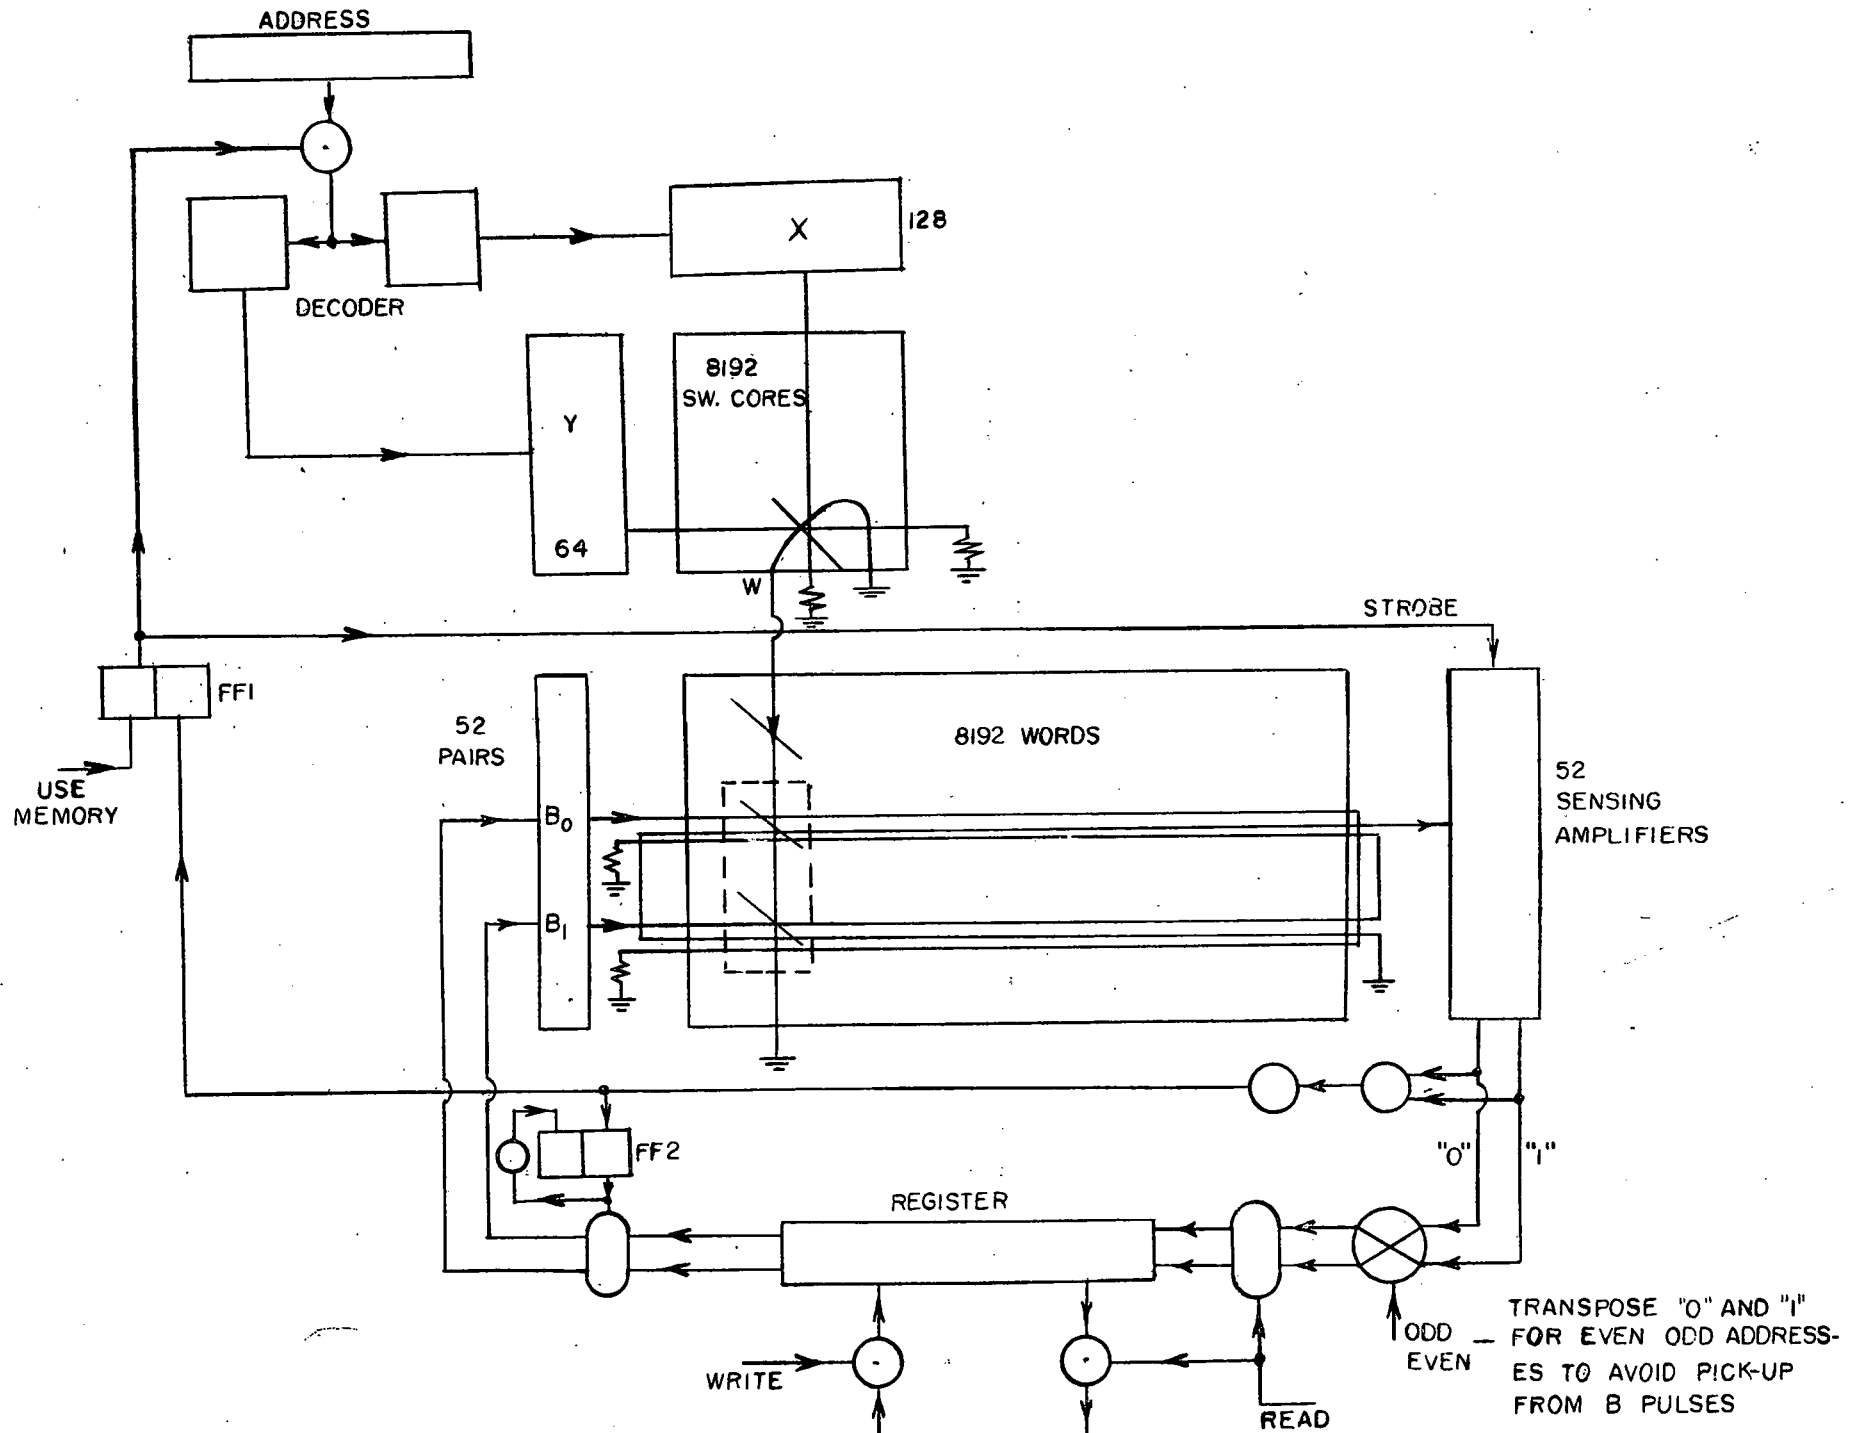 ADDRESS
X
128
DECODER
8192
SW. CORES
Y
64
W
STROBE
FF1
USE
MEMORY
52
PAIRS
8192 WORDS
52
SENSING
AMPLIFIERS
B0
B1
FF2
"0"
"1"
REGISTER
WRITE
READ
ODD
EVEN
— TRANSPOSE "0" AND "1"
FOR EVEN ODD ADDRESS-
ES TO AVOID PICK-UP
FROM B PULSES